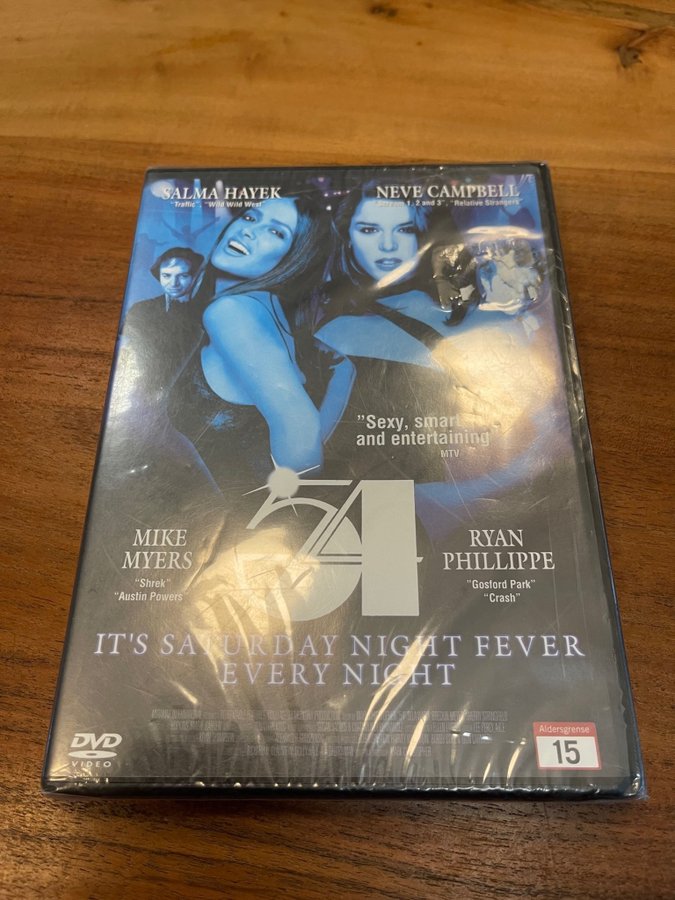 SALMA HAYEK
"Traffic", "Wild Wild West"
NEVE CAMPBELL
"Scream 1, 2 and 3", "Relative Strangers"
"Sexy, smart
and entertaining"
MTV
54
MIKE
MYERS
"Shrek"
"Austin Powers
RYAN
PHILLIPPE
"Gosford Park"
"Crash"
IT'S SATURDAY NIGHT FEVER
EVERY NIGHT
DVD
VIDEO
Aldersgrense
15